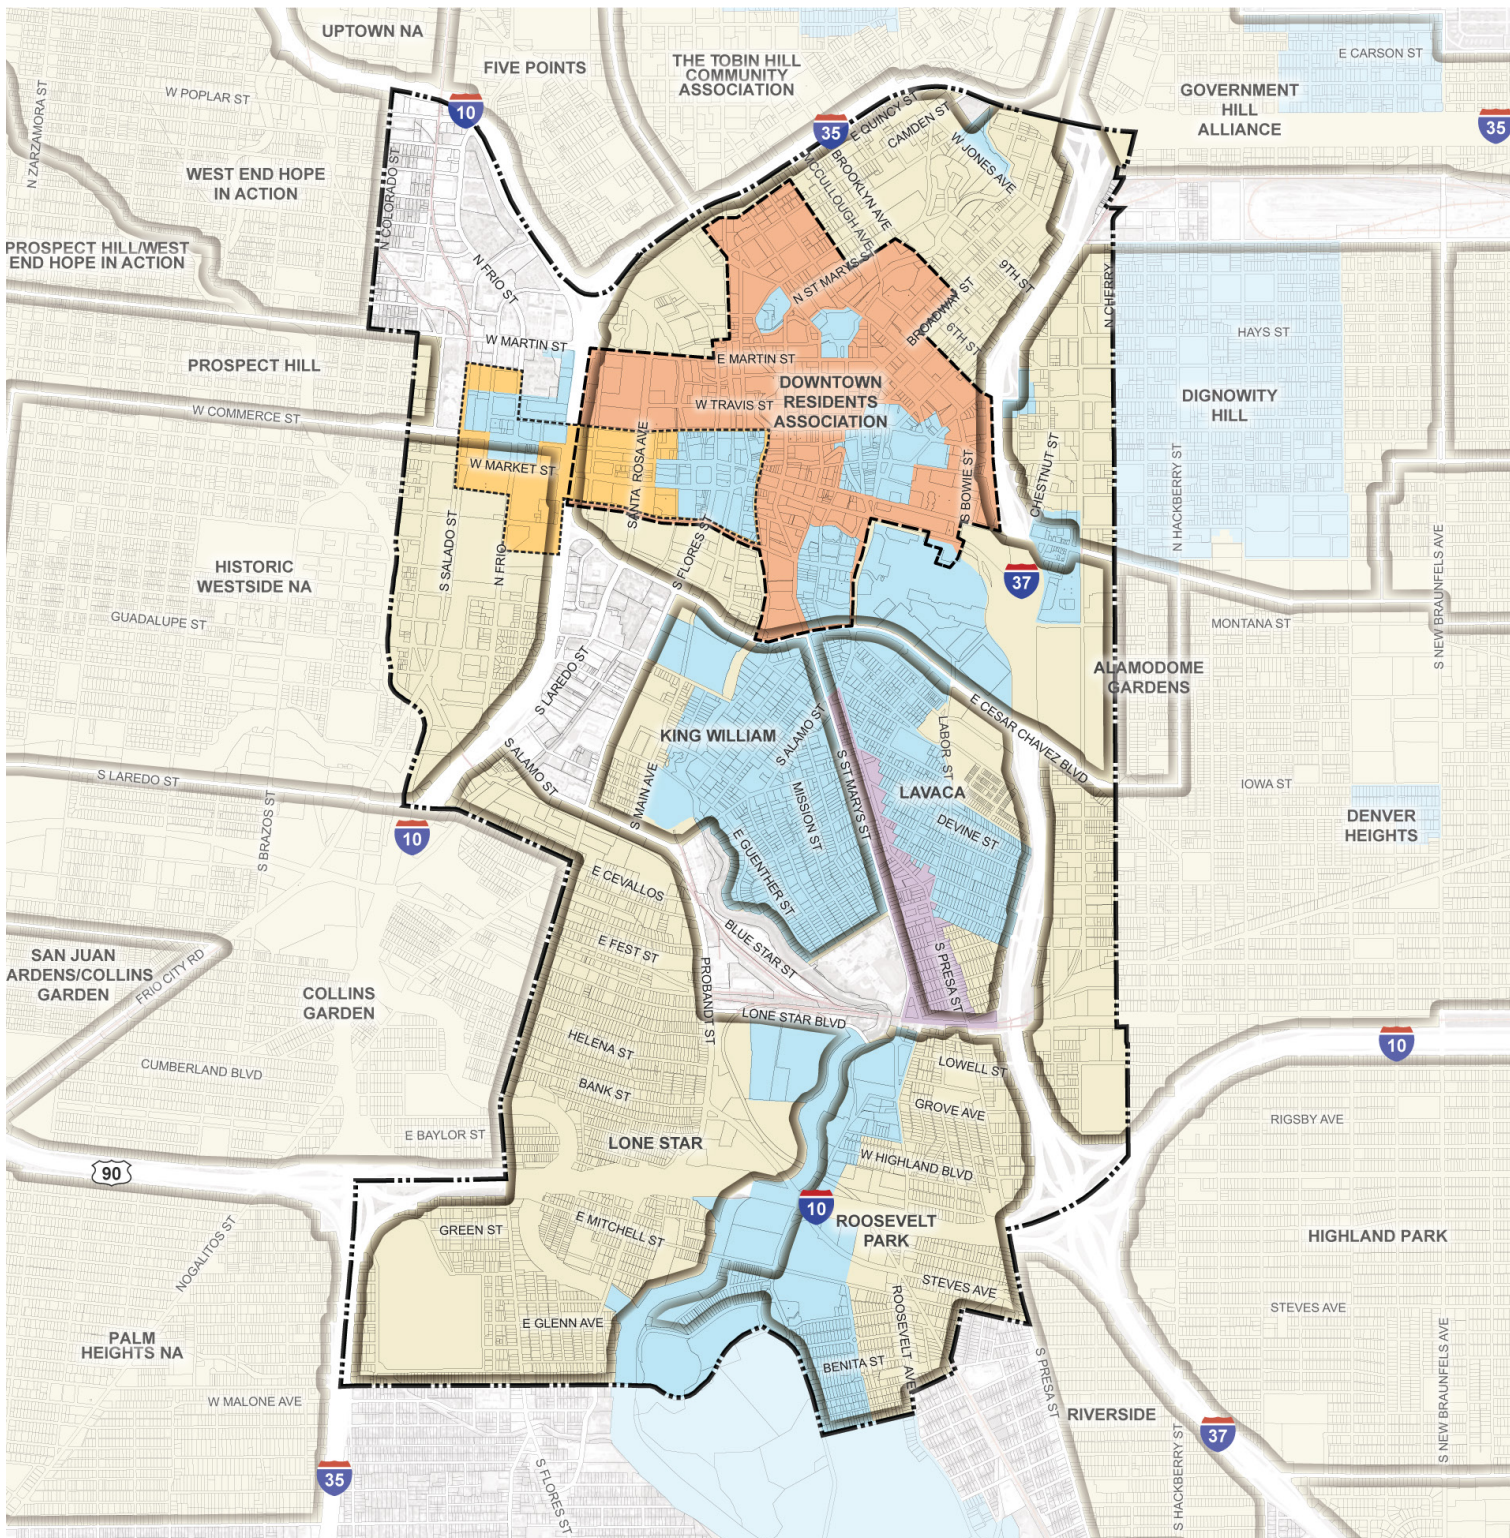 UPTOWN NA
FIVE POINTS
THE TOBIN HILL
COMMUNITY
ASSOCIATION
E CARSON ST
GOVERNMENT
HILL
ALLIANCE
W POPLAR ST
N ZARZAMORA ST
10
35
35
E QUINCY ST
CAMDEN ST
W JONES AVE
BROOKLYN AVE
MCCULLOUGH AVE
WEST END HOPE
IN ACTION
N COLORADO ST
PROSPECT HILL/WEST
END HOPE IN ACTION
N FRIO ST
N ST MARYS ST
9TH ST
BROADWAY ST
6TH ST
N CHERRY
HAYS ST
W MARTIN ST
E MARTIN ST
PROSPECT HILL
DOWNTOWN
RESIDENTS
ASSOCIATION
W TRAVIS ST
DIGNOWITY
HILL
W COMMERCE ST
SANTA ROSA AVE
W MARKET ST
S BOWIE ST
CHESTNUT ST
N HACKBERRY ST
S SALADO ST
N FRIO
S FLORES ST
37
HISTORIC
WESTSIDE NA
GUADALUPE ST
MONTANA ST
S NEW BRAUNFELS AVE
ALAMODOME
GARDENS
S LAREDO ST
KING WILLIAM
S ALAMO ST
LABOR ST
E CESAR CHAVEZ BLVD
S LAREDO ST
S ALAMO ST
S MAIN AVE
MISSION ST
S ST MARYS ST
LAVACA
IOWA ST
DENVER
HEIGHTS
DEVINE ST
S BRAZOS ST
10
E GUENTHER ST
E CEVALLOS
E FEST ST
BLUE STAR ST
S PRESA ST
SAN JUAN
ARDENS/COLLINS
GARDEN
FRIO CITY RD
COLLINS
GARDEN
PROBANDT ST
LONE STAR BLVD
HELENA ST
BANK ST
LOWELL ST
GROVE AVE
10
CUMBERLAND BLVD
RIGSBY AVE
E BAYLOR ST
LONE STAR
W HIGHLAND BLVD
90
10
ROOSEVELT
PARK
GREEN ST
E MITCHELL ST
NOGALITOS ST
HIGHLAND PARK
STEVES AVE
STEVES AVE
ROOSEVELT AVE
E GLENN AVE
PALM
HEIGHTS NA
BENITA ST
S PRESA ST
W MALONE AVE
RIVERSIDE
37
S NEW BRAUNFELS AVE
S HACKBERRY ST
35
S FLORES ST